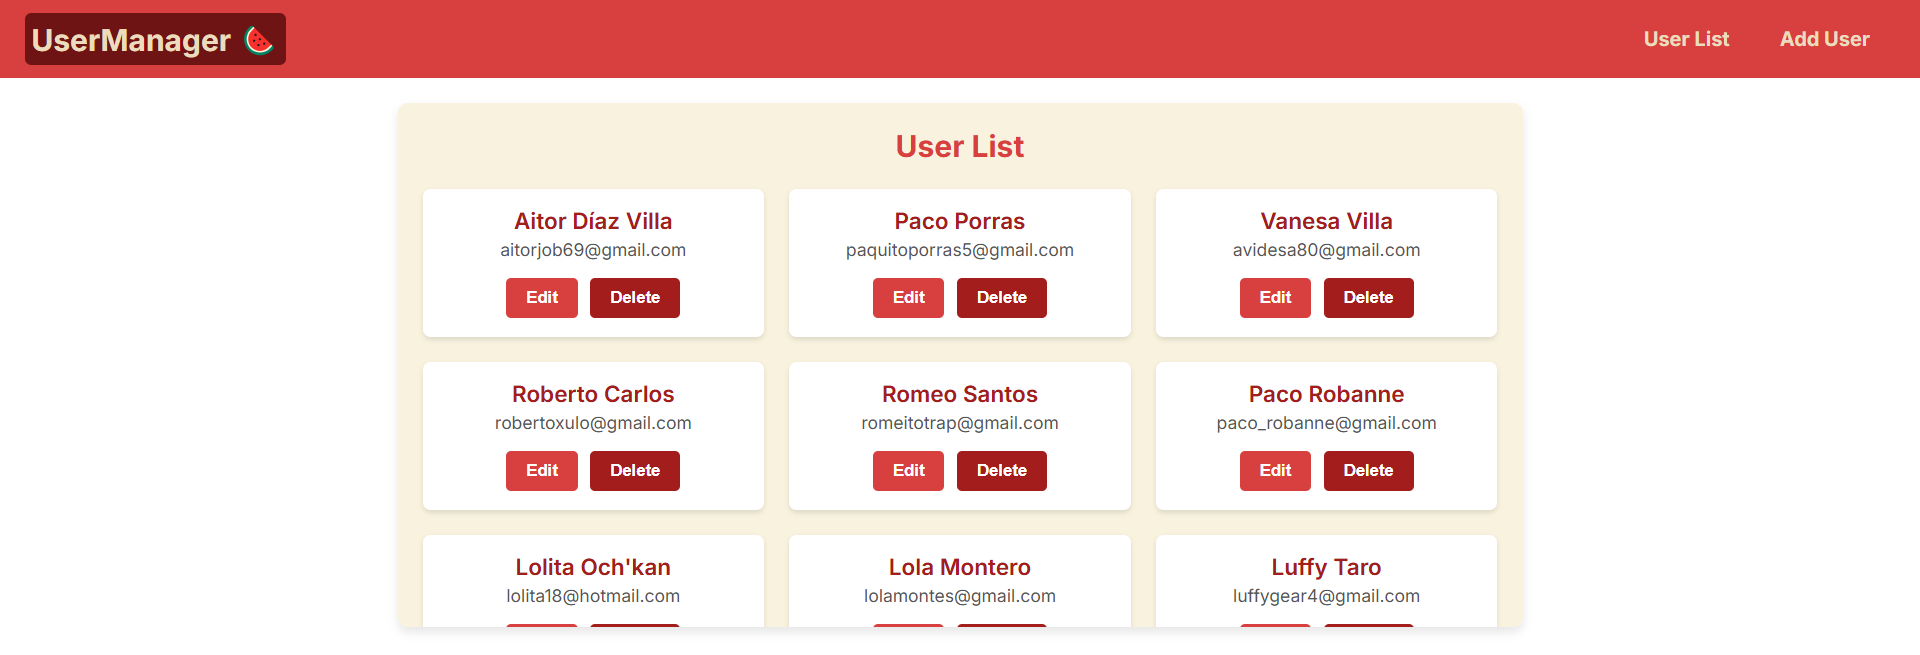 UserManager 🍉
User List
Add User
User List
Aitor Díaz Villa
aitorjob69@gmail.com
Edit
Delete
Paco Porras
paquitoporras5@gmail.com
Edit
Delete
Vanesa Villa
avidesa80@gmail.com
Edit
Delete
Roberto Carlos
robertoxulo@gmail.com
Edit
Delete
Romeo Santos
romeitotrap@gmail.com
Edit
Delete
Paco Robanne
paco_robanne@gmail.com
Edit
Delete
Lolita Och'kan
lolita18@hotmail.com
Lola Montero
lolamontes@gmail.com
Luffy Taro
luffygear4@gmail.com